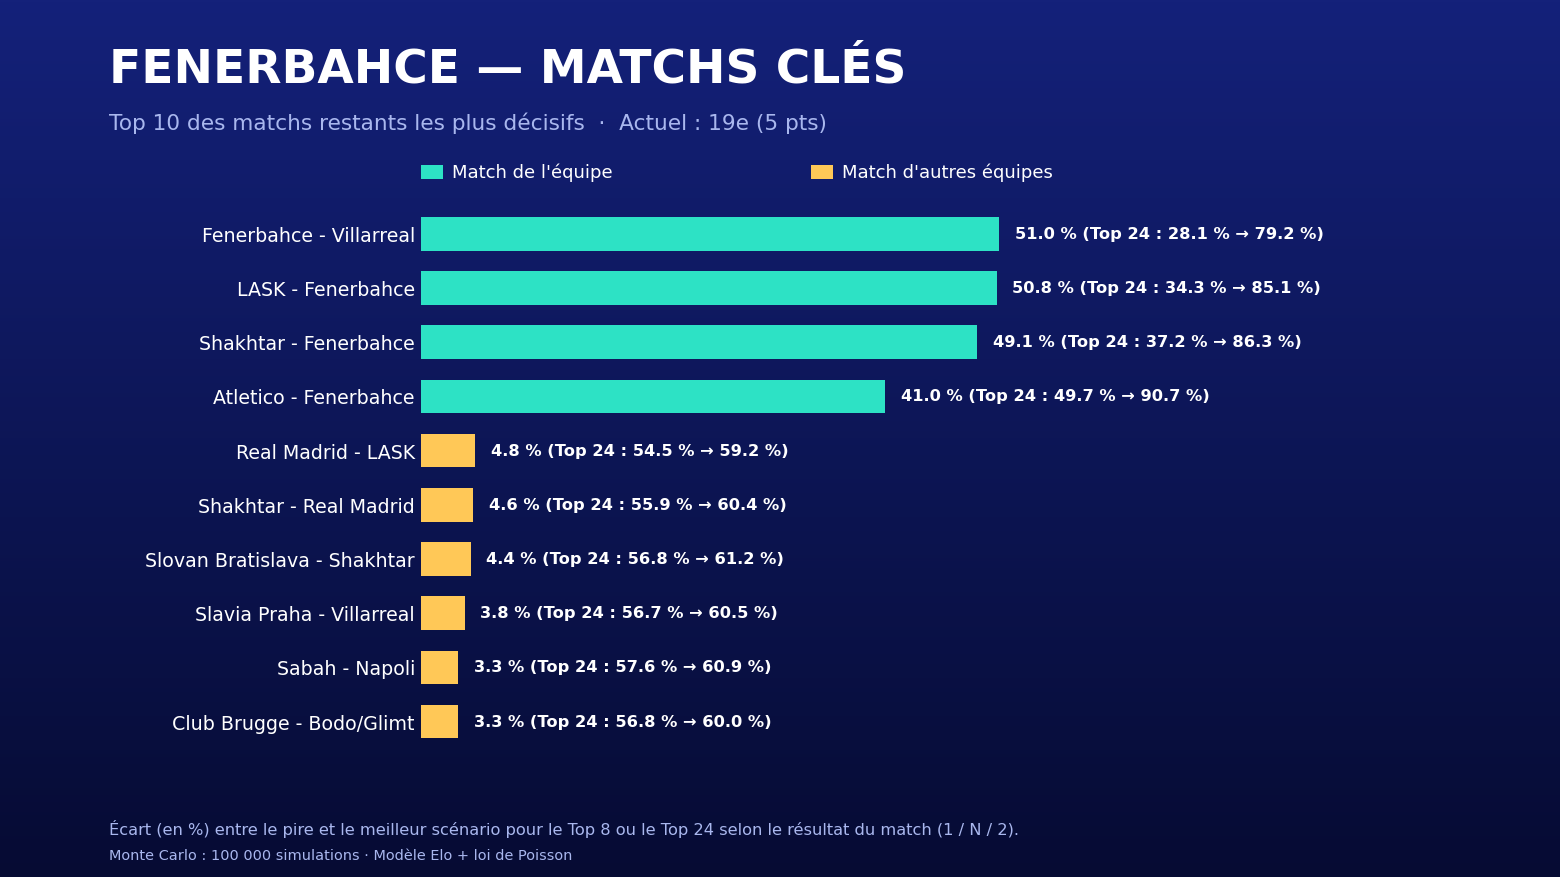 FENERBAHCE — MATCHS CLÉS
Top 10 des matchs restants les plus décisifs · Actuel : 19e (5 pts)
Match de l'équipe
Match d'autres équipes
Fenerbahce - Villarreal 51.0 % (Top 24 : 28.1 % → 79.2 %)
LASK - Fenerbahce 50.8 % (Top 24 : 34.3 % → 85.1 %)
Shakhtar - Fenerbahce 49.1 % (Top 24 : 37.2 % → 86.3 %)
Atletico - Fenerbahce 41.0 % (Top 24 : 49.7 % → 90.7 %)
Real Madrid - LASK 4.8 % (Top 24 : 54.5 % → 59.2 %)
Shakhtar - Real Madrid 4.6 % (Top 24 : 55.9 % → 60.4 %)
Slovan Bratislava - Shakhtar 4.4 % (Top 24 : 56.8 % → 61.2 %)
Slavia Praha - Villarreal 3.8 % (Top 24 : 56.7 % → 60.5 %)
Sabah - Napoli 3.3 % (Top 24 : 57.6 % → 60.9 %)
Club Brugge - Bodo/Glimt 3.3 % (Top 24 : 56.8 % → 60.0 %)
Écart (en %) entre le pire et le meilleur scénario pour le Top 8 ou le Top 24 selon le résultat du match (1 / N / 2).
Monte Carlo : 100 000 simulations · Modèle Elo + loi de Poisson